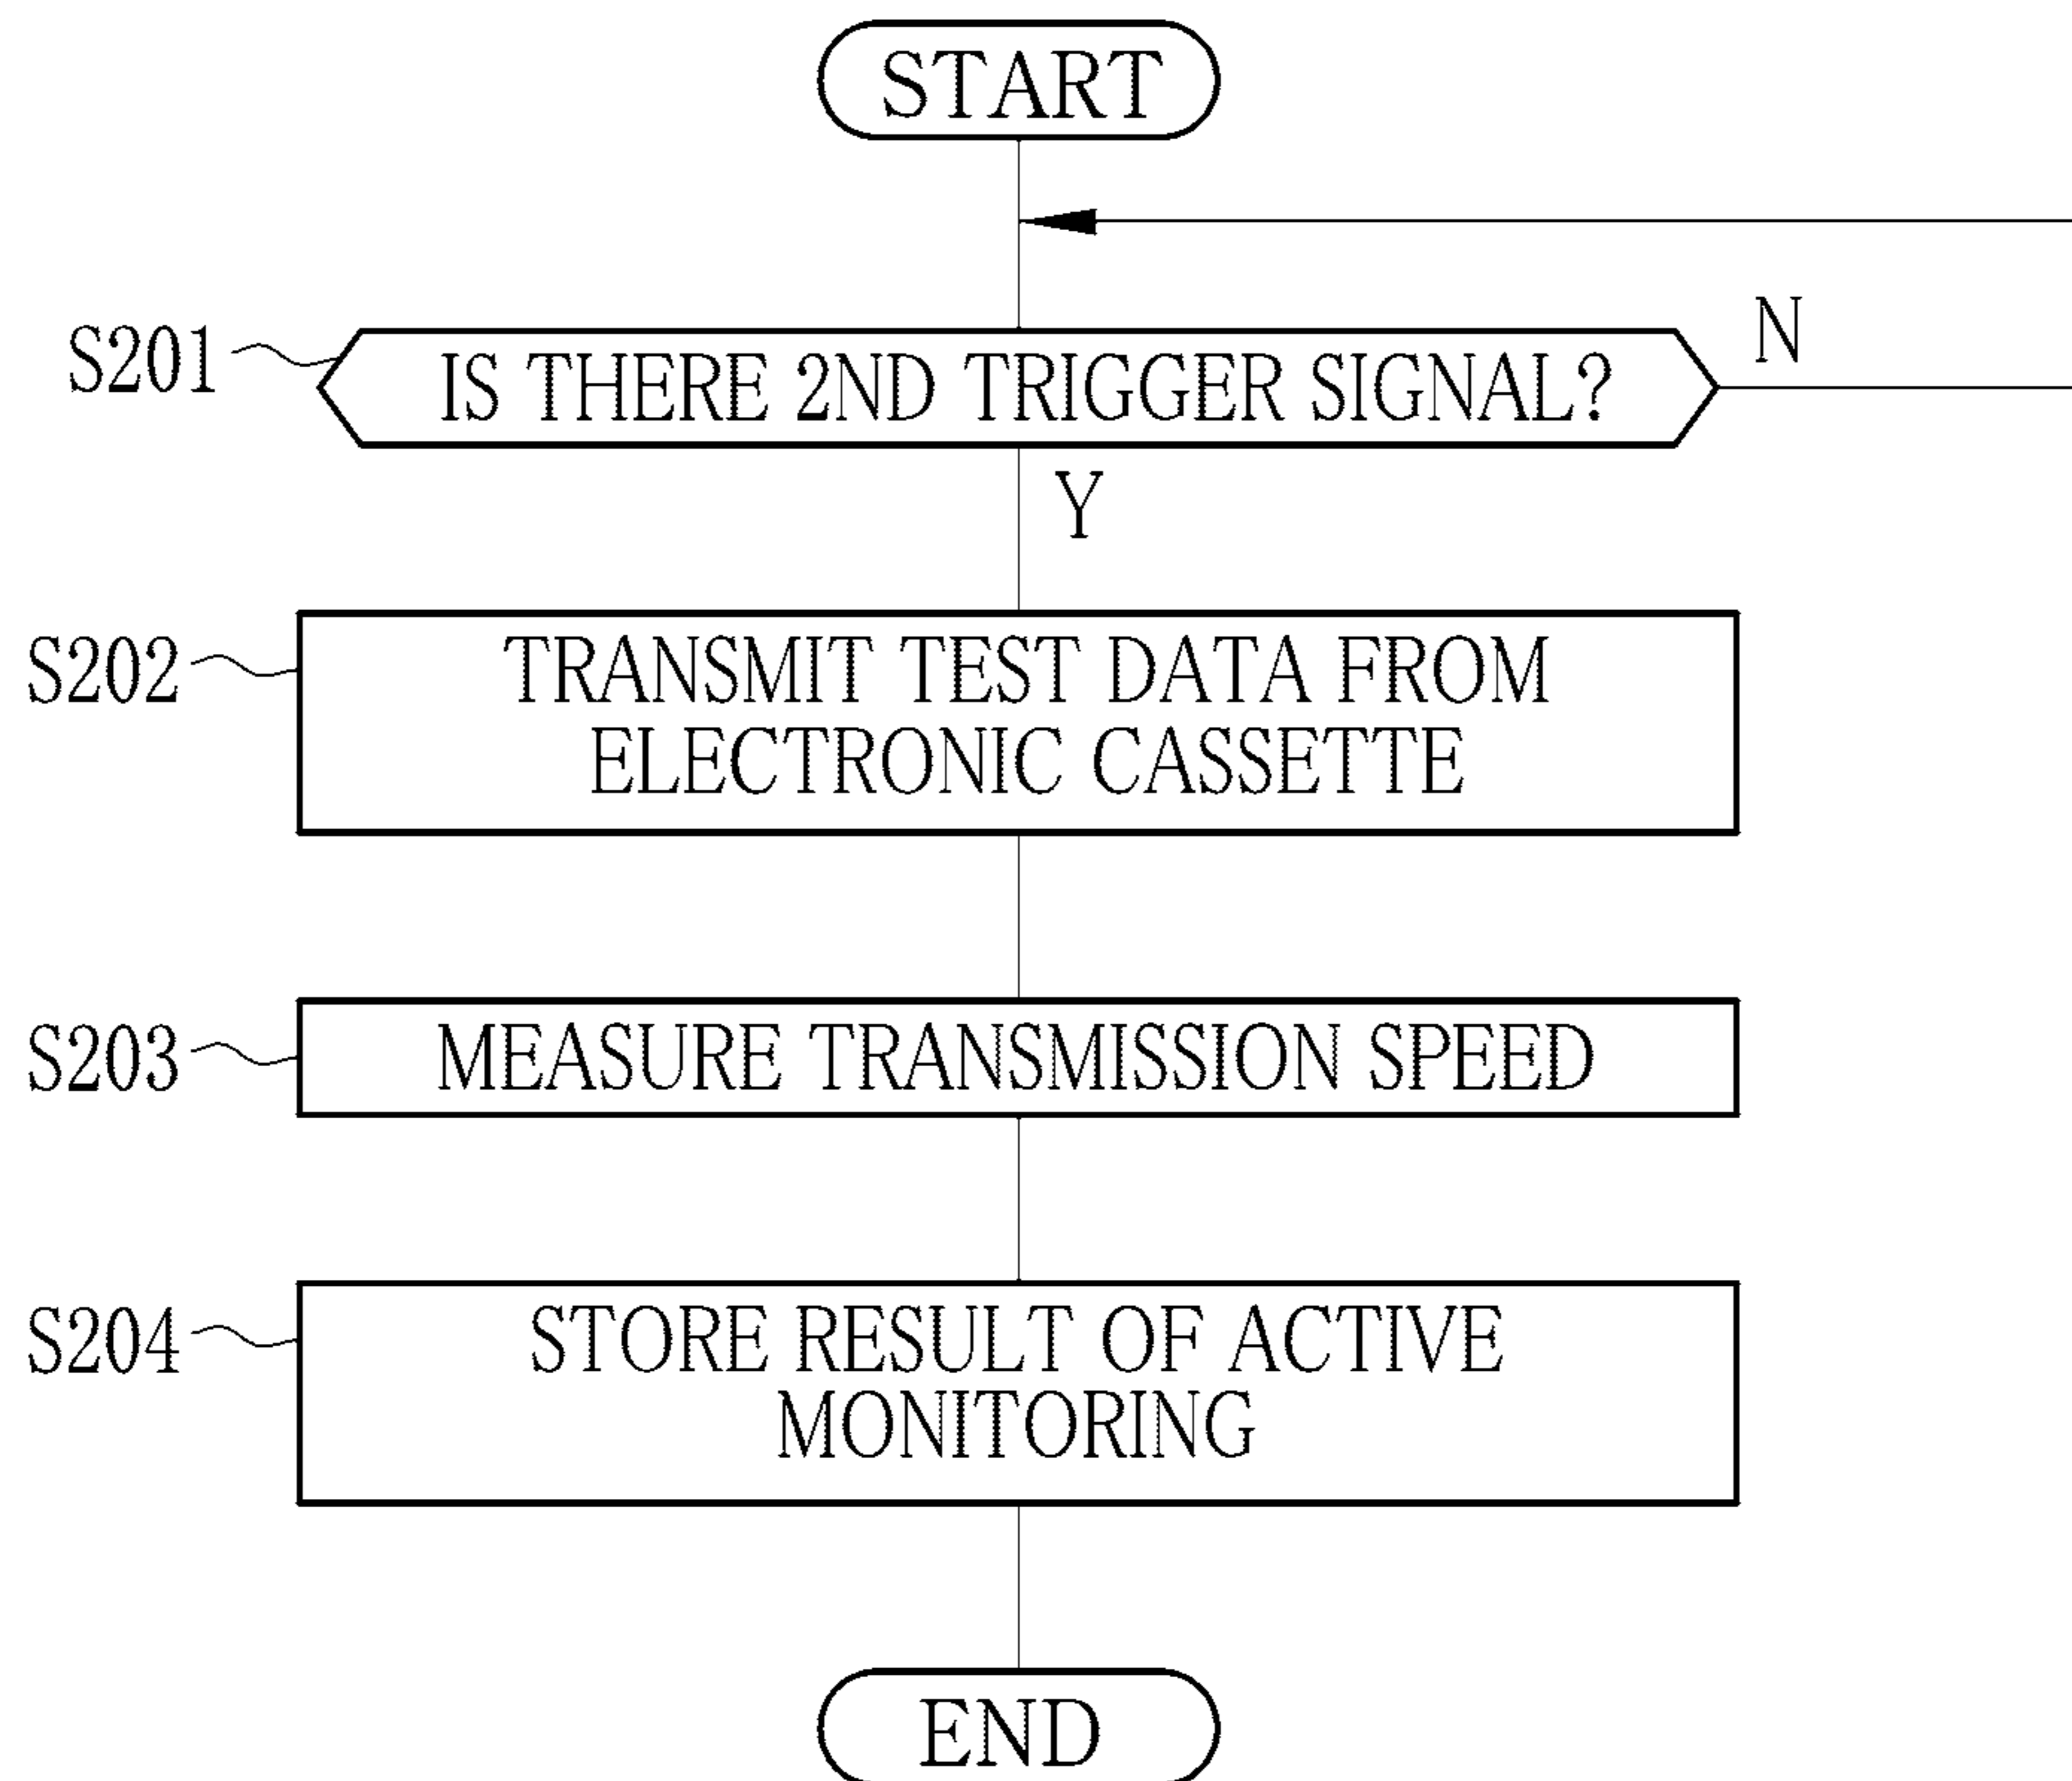 START
S201
IS THERE 2ND TRIGGER SIGNAL?
N
Y
S202
TRANSMIT TEST DATA FROM
ELECTRONIC CASSETTE
S203
MEASURE TRANSMISSION SPEED
S204
STORE RESULT OF ACTIVE
MONITORING
END